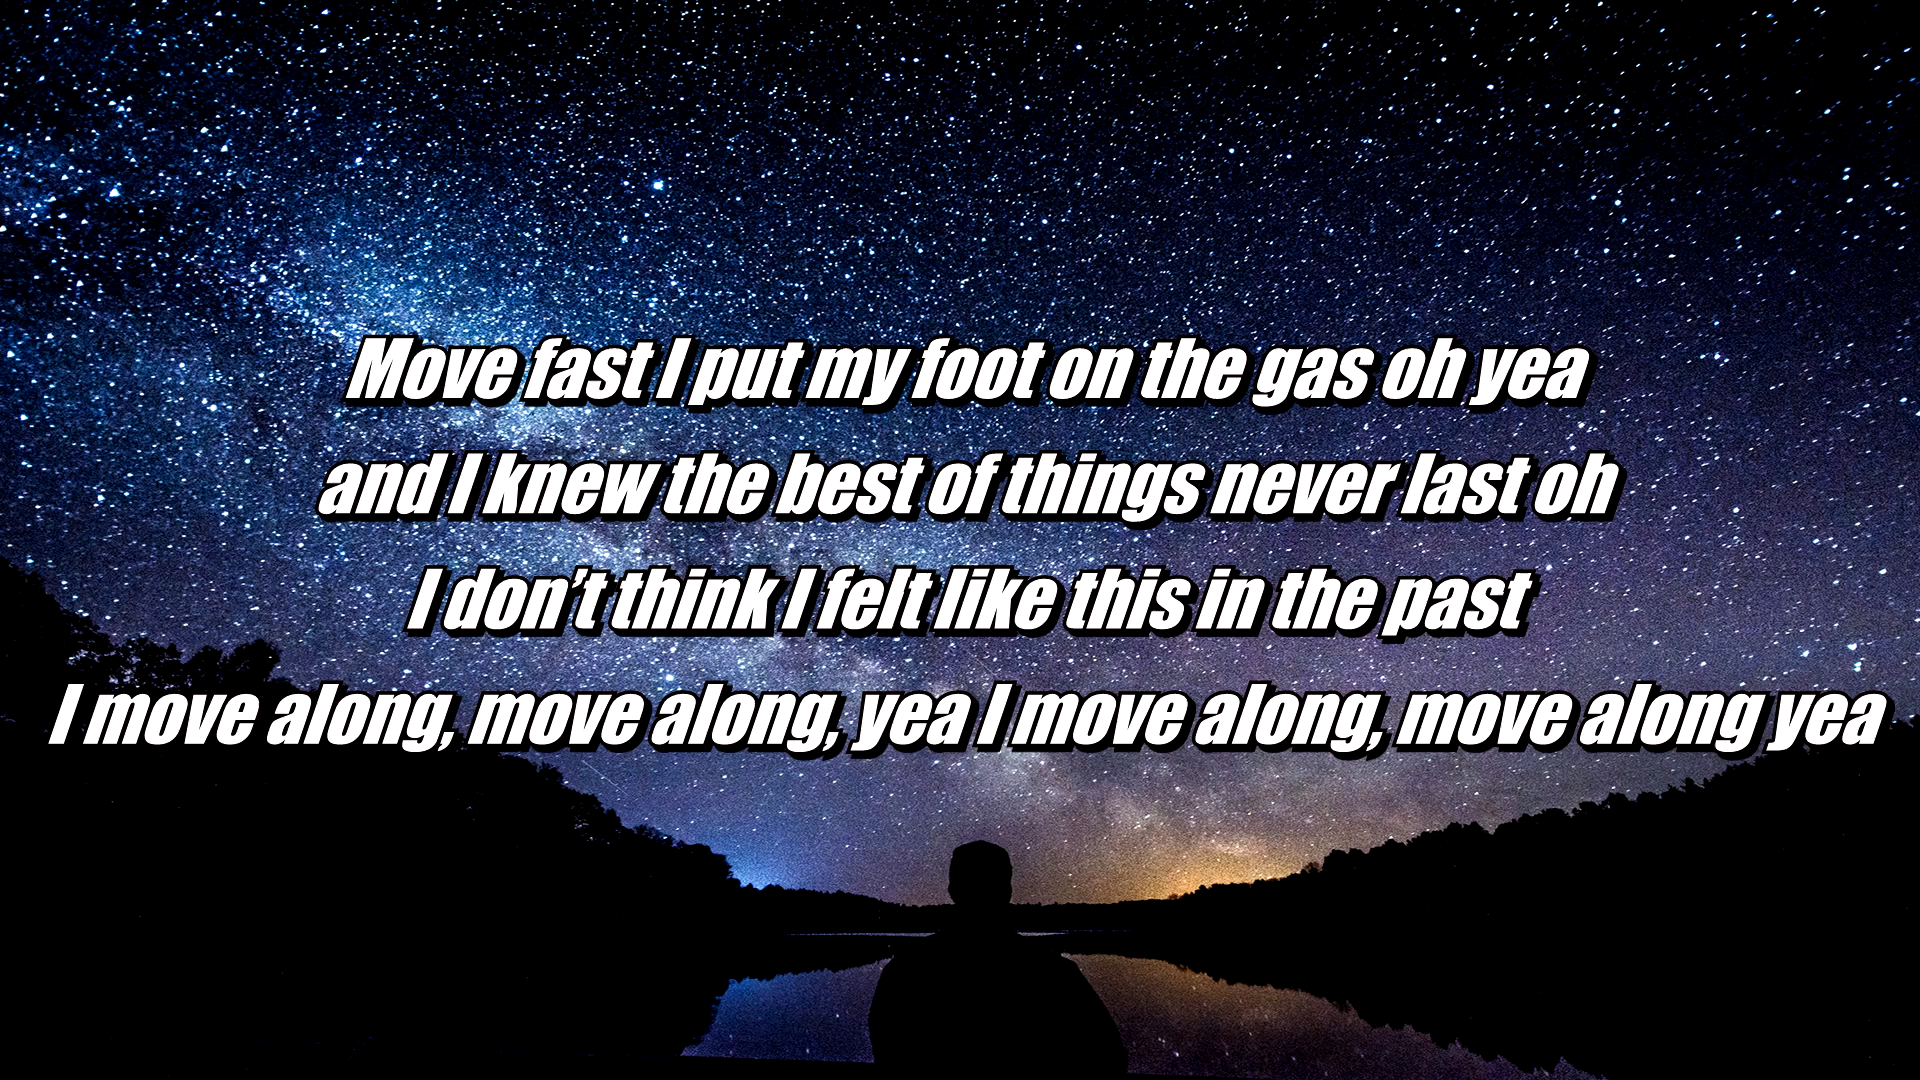 Move fast I put my foot on the gas oh yea
and I knew the best of things never last oh
I don’t think I felt like this in the past
I move along, move along, yea I move along, move along yea